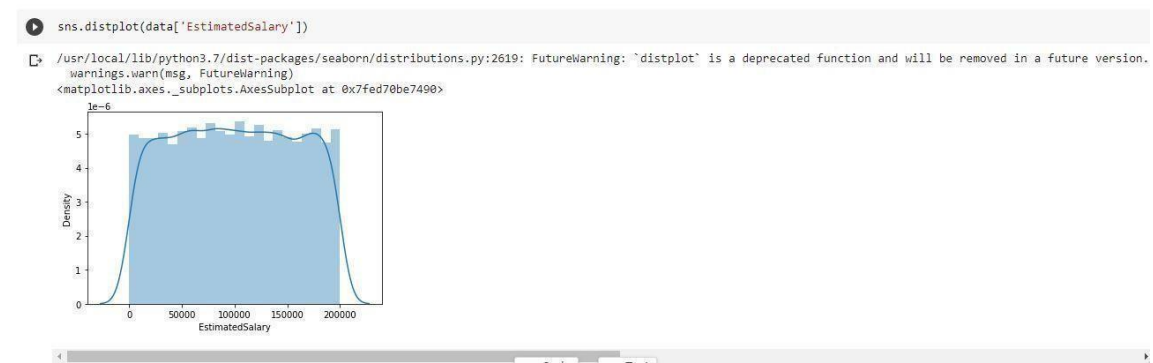 sns.distplot(data['EstimatedSalary'])
/usr/local/lib/python3.7/dist-packages/seaborn/distributions.py:2619: FutureWarning: `distplot` is a deprecated function and will be removed in a future version.
warnings.warn(msg, FutureWarning)
<matplotlib.axes._subplots.AxesSubplot at 0x7fed70be7490>
1e-6
5
4
3
2
1
0
Density
0 50000 100000 150000 200000
EstimatedSalary